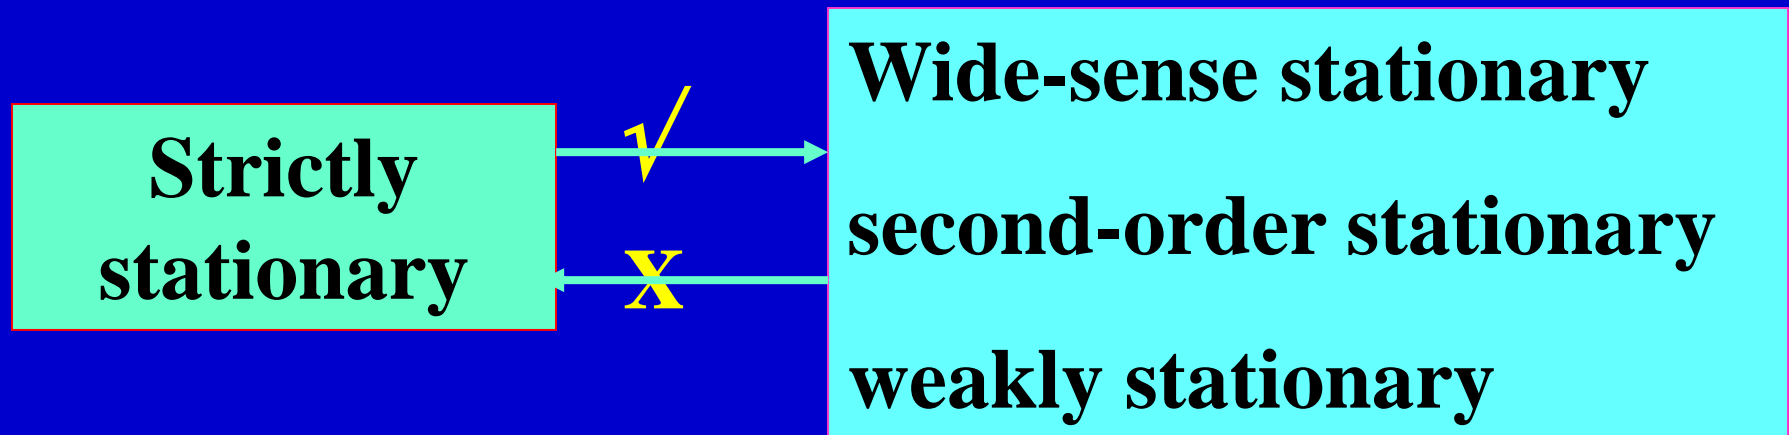 Strictly
stationary
√
x
Wide-sense stationary
second-order stationary
weakly stationary